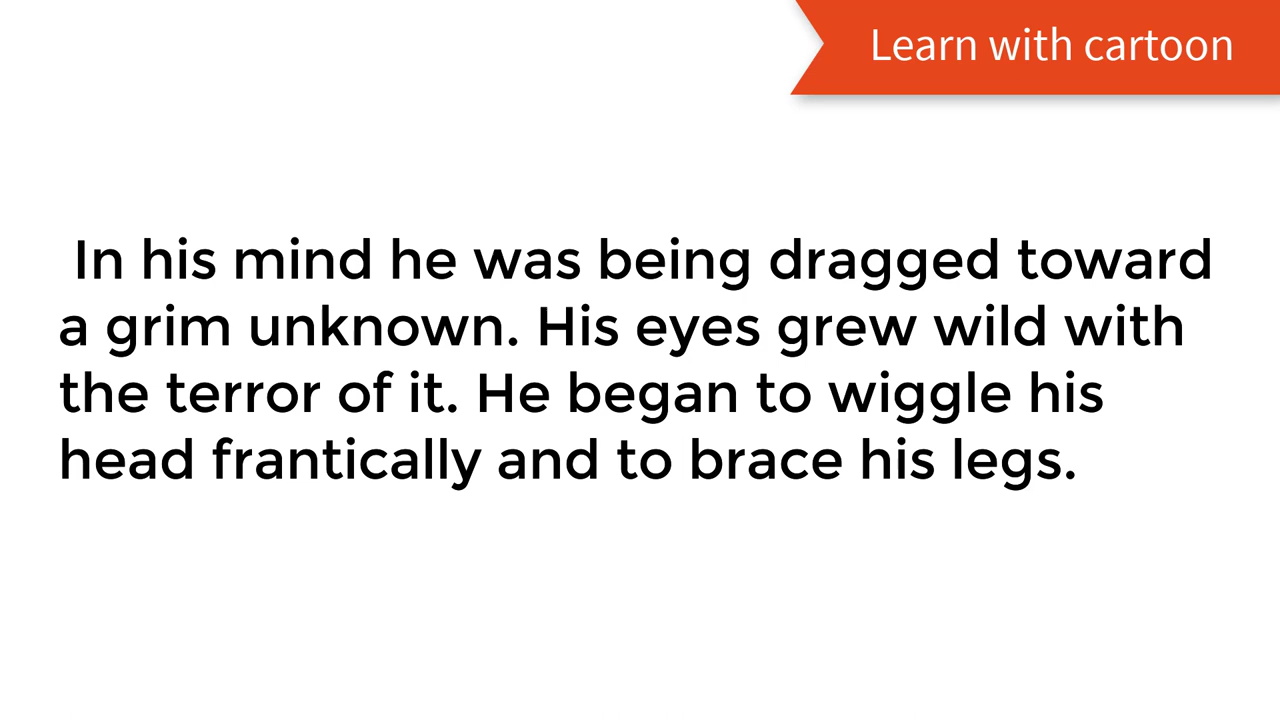 Learn with cartoon
In his mind he was being dragged toward
a grim unknown. His eyes grew wild with
the terror of it. He began to wiggle his
head frantically and to brace his legs.